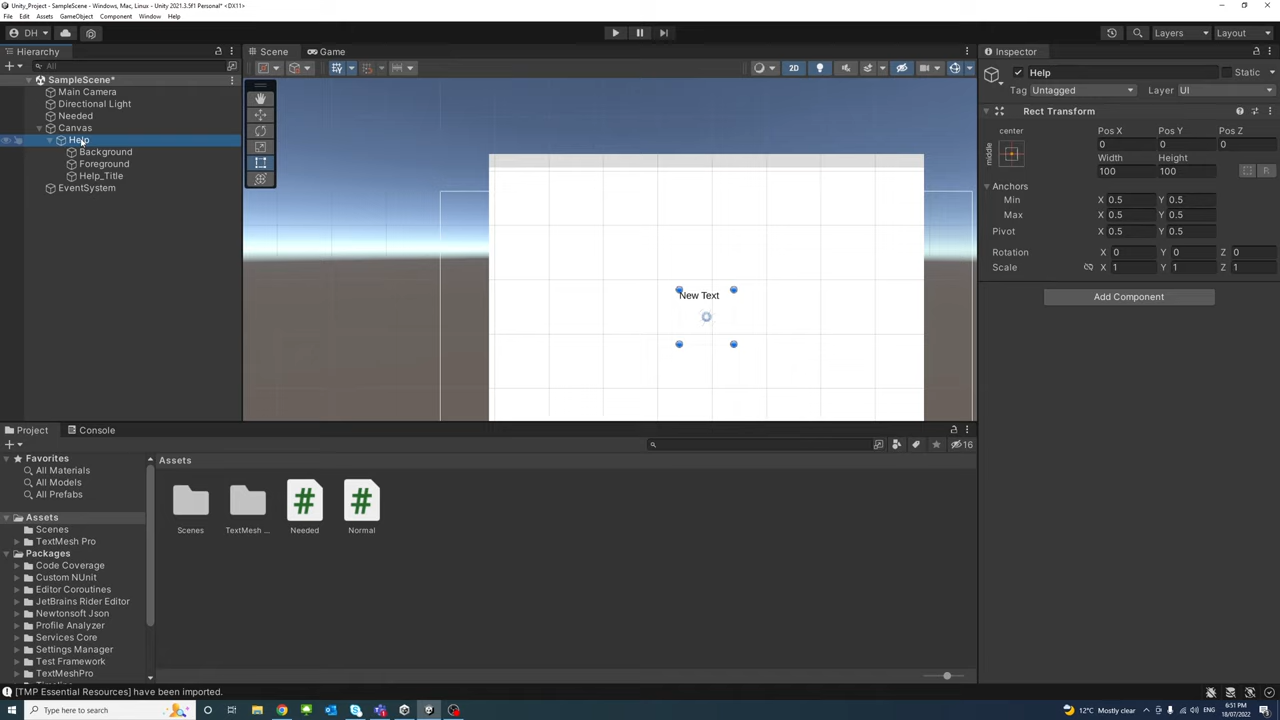 Unity_Project - SampleScene - Windows, Mac, Linux - Unity 2021.3.5f1 Personal* <DX11>
File Edit Assets GameObject Component Window Help
DH Layers Layout
Hierarchy
All
SampleScene*
Main Camera
Directional Light
Needed
Canvas
Help
Background
Foreground
Help_Title
EventSystem
Scene Game
2D
New Text
Inspector
Help Static
Tag Untagged Layer UI
Rect Transform
center Pos X Pos Y Pos Z
middle 0 0 0
Width Height
100 100 R
Anchors
Min X 0.5 Y 0.5
Max X 0.5 Y 0.5
Pivot X 0.5 Y 0.5
Rotation X 0 Y 0 Z 0
Scale X 1 Y 1 Z 1
Add Component
Project Console
16
Favorites
All Materials
All Models
All Prefabs
Assets
Scenes
TextMesh Pro
Packages
Code Coverage
Custom NUnit
Editor Coroutines
JetBrains Rider Editor
Newtonsoft Json
Profile Analyzer
Services Core
Settings Manager
Test Framework
TextMeshPro
Assets
# #
Scenes TextMesh ... Needed Normal
[TMP Essential Resources] have been imported.
Type here to search
12°C Mostly clear ENG 6:51 PM
18/07/2022